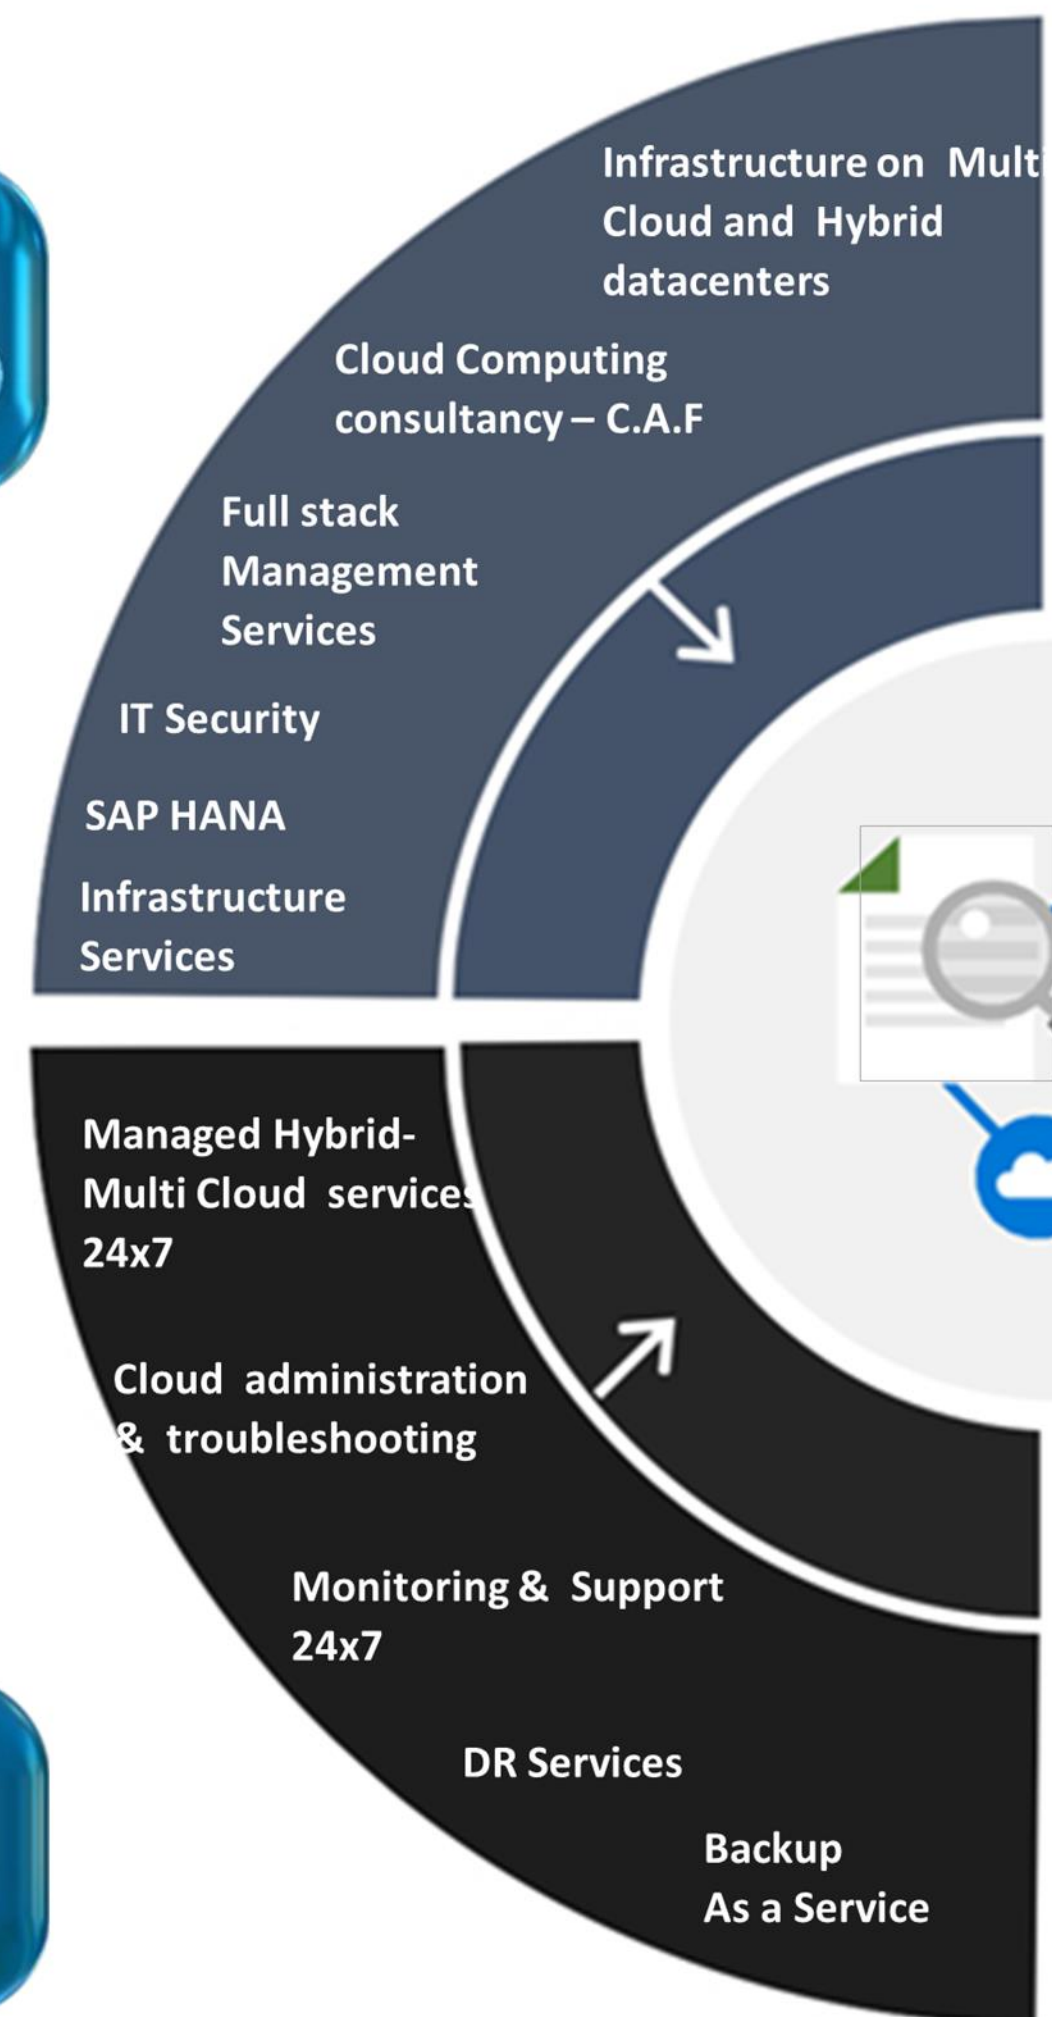 Infrastructure on Multi
Cloud and Hybrid
datacenters
Cloud Computing
consultancy – C.A.F
Full stack
Management
Services
IT Security
SAP HANA
Infrastructure
Services
Managed Hybrid-
Multi Cloud services
24x7
Cloud administration
& troubleshooting
Monitoring & Support
24x7
DR Services
Backup
As a Service